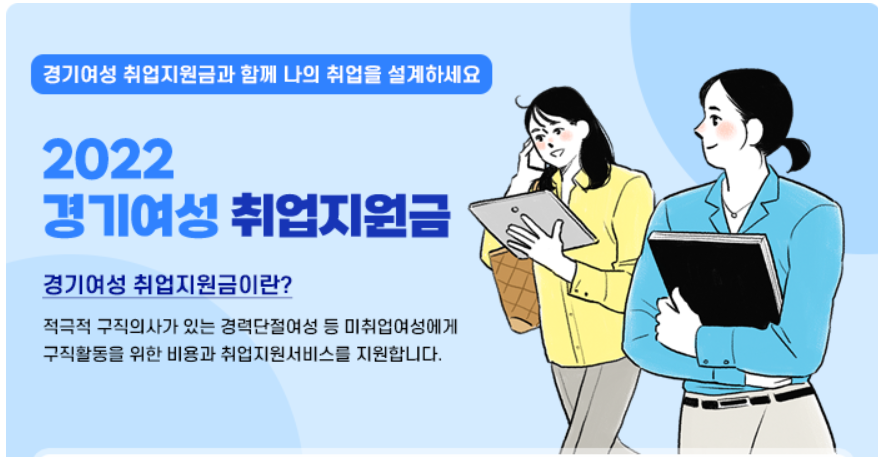 경기여성 취업지원금과 함께 나의 취업을 설계하세요
2022
경기여성 취업지원금
경기여성 취업지원금이란?
적극적 구직의사가 있는 경력단절여성 등 미취업여성에게
구직활동을 위한 비용과 취업지원서비스를 지원합니다.